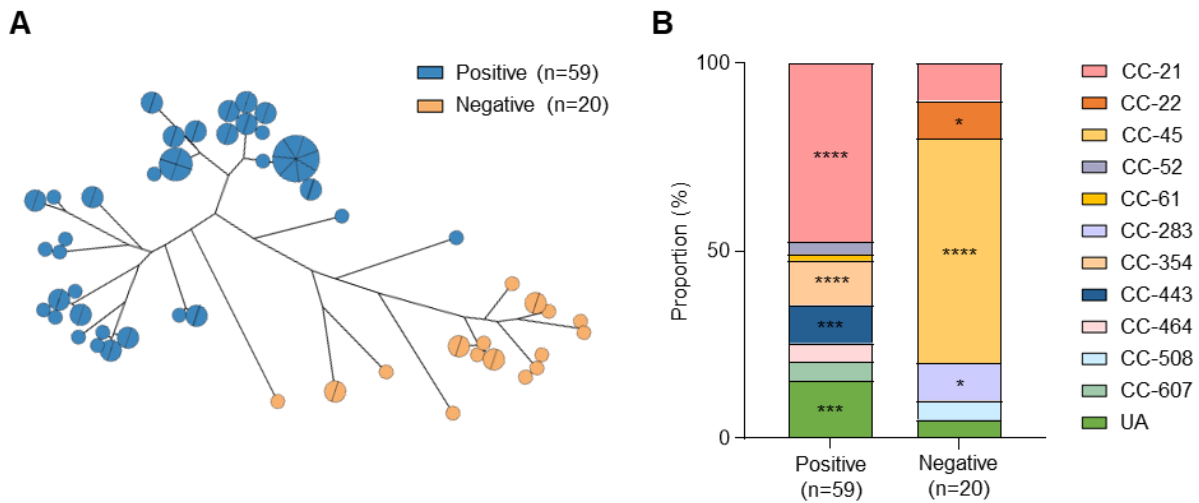 A
Positive (n=59)
Negative (n=20)
B
Proportion (%)
100
50
0
****
****
***
***
*
****
*
Positive
(n=59)
Negative
(n=20)
CC-21
CC-22
CC-45
CC-52
CC-61
CC-283
CC-354
CC-443
CC-464
CC-508
CC-607
UA